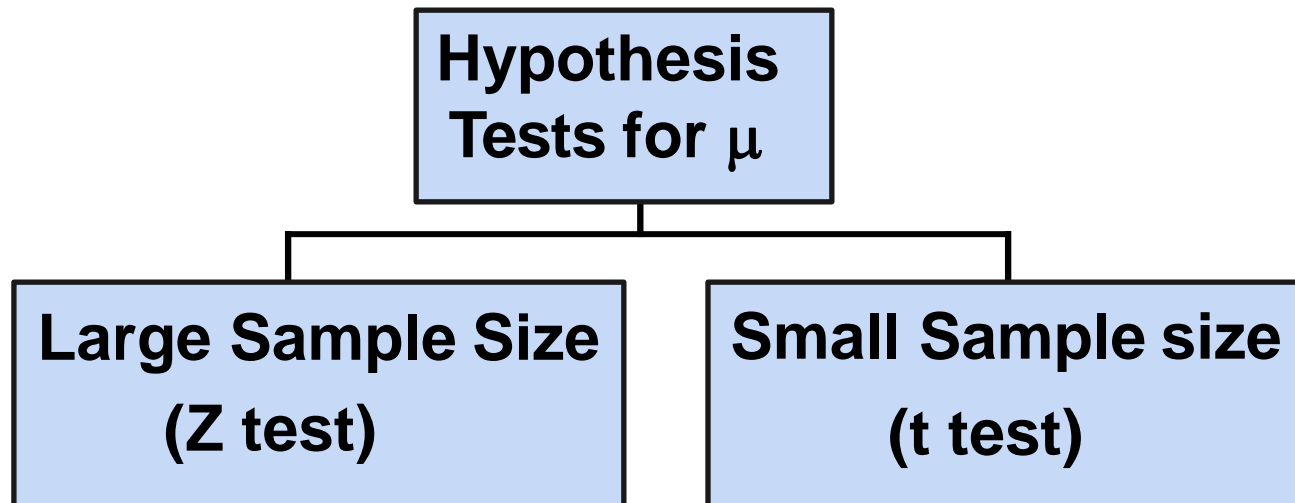 Hypothesis
Tests for μ
Large Sample Size
(Z test)
Small Sample size
(t test)